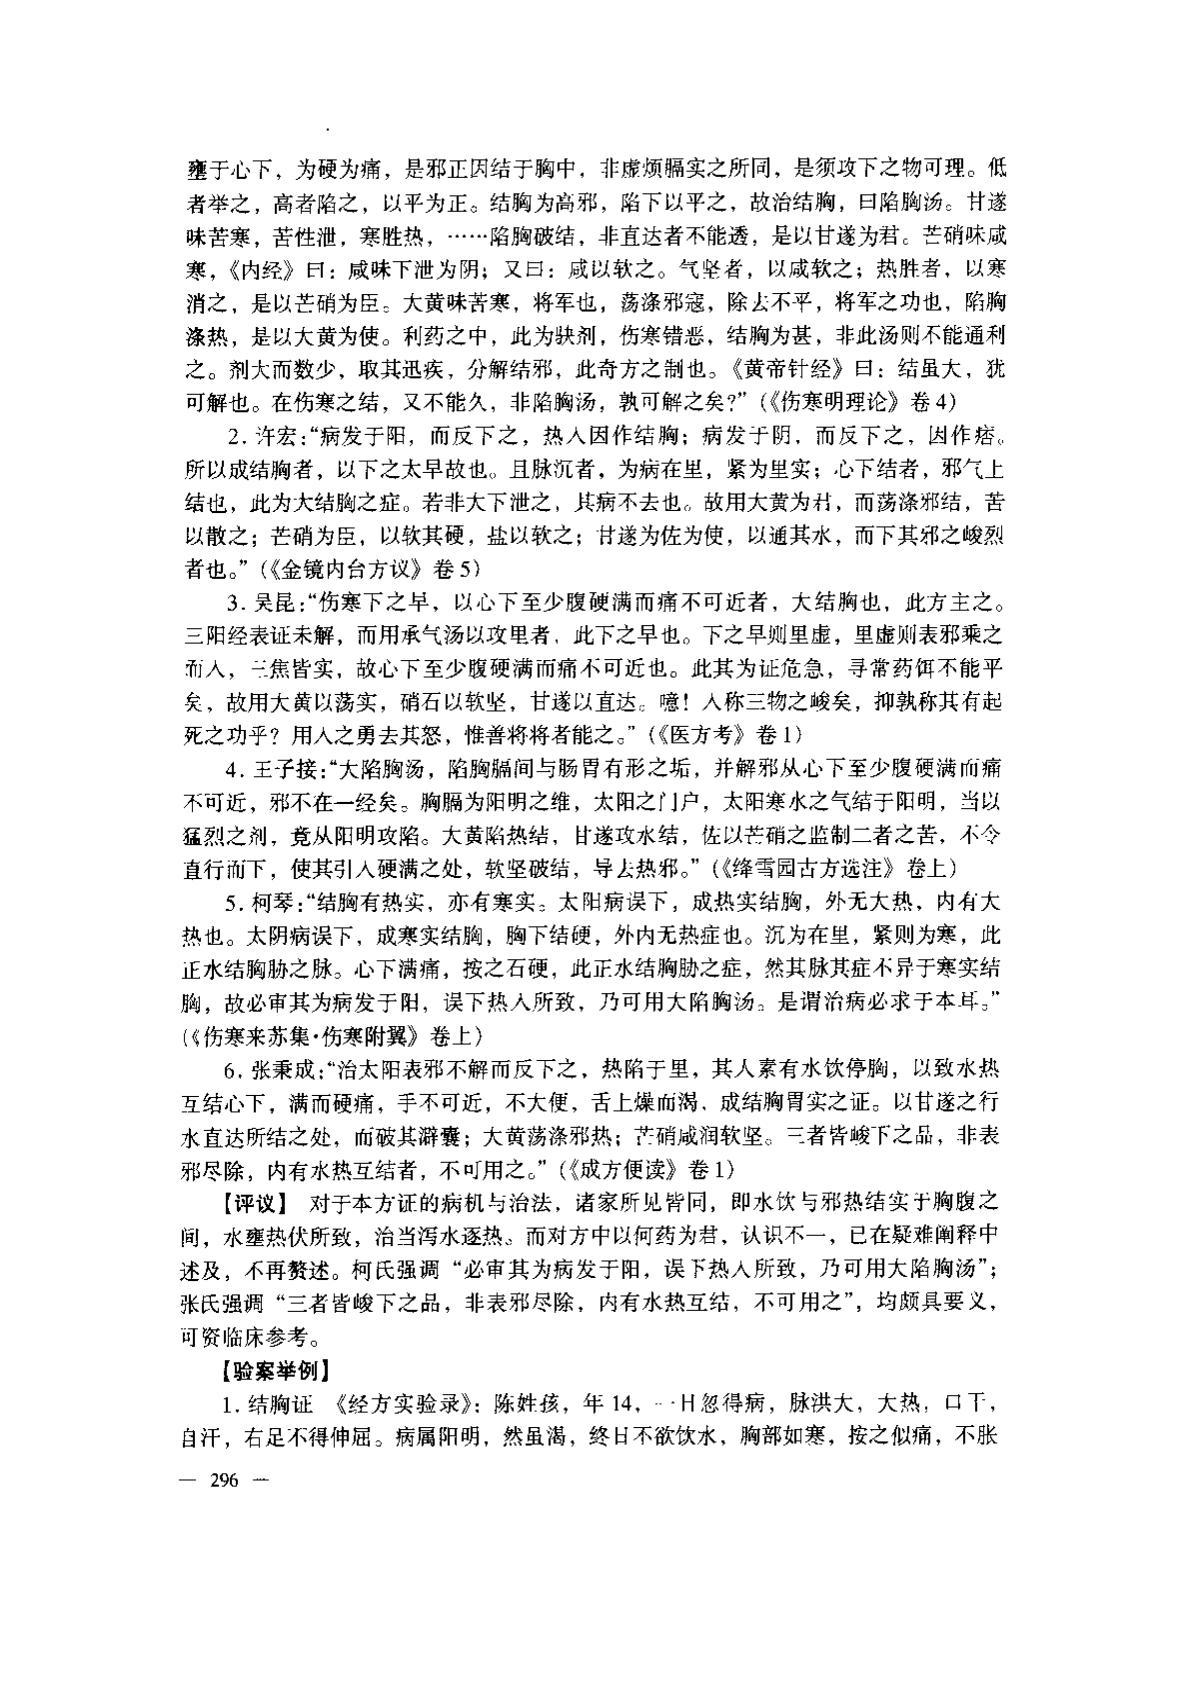 壅于心下，为硬为痛，是邪正因结于胸中，非虚烦膈实之所同，是须攻下之物可理。低
者举之，高者陷之，以平为正。结胸为高邪，陷下以平之，故治结胸，曰陷胸汤。甘遂
味苦寒，苦性泄，寒胜热，……陷胸破结，非直达者不能透，是以甘遂为君。芒硝味咸
寒，《内经》曰：咸味下泄为阴；又曰：咸以软之。气坚者，以咸软之；热胜者，以寒
消之，是以芒硝为臣。大黄味苦寒，将军也，荡涤邪寇，除去不平，将军之功也，陷胸
涤热，是以大黄为使。利药之中，此为駃剂，伤寒错恶，结胸为甚，非此汤则不能通利
之。剂大而数少，取其迅疾，分解结邪，此奇方之制也。《黄帝针经》曰：结虽大，犹
可解也。在伤寒之结，又不能久，非陷胸汤，孰可解之矣?”（《伤寒明理论》卷4）
2. 许宏：“病发于阳，而反下之，热入因作结胸；病发于阴，而反下之，因作痞。
所以成结胸者，以下之太早故也。且脉沉者，为病在里，紧为里实；心下结者，邪气上
结也，此为大结胸之症。若非大下泄之，其病不去也。故用大黄为君，而荡涤邪结，苦
以散之；芒硝为臣，以软其硬，盐以软之；甘遂为佐为使，以通其水，而下其邪之峻烈
者也。”（《金镜内台方议》卷5）
3. 吴昆：“伤寒下之早，以心下至少腹硬满而痛不可近者，大结胸也，此方主之。
三阳经表证未解，而用承气汤以攻里者，此下之早也。下之早则里虚，里虚则表邪乘之
而入，三焦皆实，故心下至少腹硬满而痛不可近也。此其为证危急，寻常药饵不能平
矣，故用大黄以荡实，硝石以软坚，甘遂以直达。噫！人称三物之峻矣，抑孰称其有起
死之功乎？用人之勇去其怒，惟善将将者能之。”（《医方考》卷1）
4. 王子接：“大陷胸汤，陷胸膈间与肠胃有形之垢，并解邪从心下至少腹硬满而痛
不可近，邪不在一经矣。胸膈为阳明之维，太阳之门户，太阳寒水之气结于阳明，当以
猛烈之剂，竟从阳明攻陷。大黄陷热结，甘遂攻水结，佐以芒硝之监制二者之苦，不令
直行而下，使其引入硬满之处，软坚破结，导去热邪。”（《绛雪园古方选注》卷上）
5. 柯琴：“结胸有热实，亦有寒实。太阳病误下，成热实结胸，外无大热，内有大
热也。太阴病误下，成寒实结胸，胸下结硬，外内无热症也。沉为在里，紧则为寒，此
正水结胸胁之脉。心下满痛，按之石硬，此正水结胸胁之症，然其脉其症不异于寒实结
胸，故必审其为病发于阳，误下热入所致，乃可用大陷胸汤。是谓治病必求于本耳。”
（《伤寒来苏集·伤寒附翼》卷上）
6. 张秉成：“治太阳表邪不解而反下之，热陷于里，其人素有水饮停胸，以致水热
互结心下，满而硬痛，手不可近，不大便，舌上燥而渴，成结胸胃实之证。以甘遂之行
水直达所结之处，而破其澼囊；大黄荡涤邪热；芒硝咸润软坚。三者皆峻下之品，非表
邪尽除，内有水热互结者，不可用之。”（《成方便读》卷1）
【评议】 对于本方证的病机与治法，诸家所见皆同，即水饮与邪热结实于胸腹之
间，水壅热伏所致，治当泻水逐热。而对方中以何药为君，认识不一，已在疑难阐释中
述及，不再赘述。柯氏强调“必审其为病发于阳，误下热入所致，乃可用大陷胸汤”；
张氏强调“三者皆峻下之品，非表邪尽除，内有水热互结，不可用之”，均颇具要义，
可资临床参考。
【验案举例】
1. 结胸证 《经方实验录》：陈姓孩，年14，一日忽得病，脉洪大，大热，口干，
自汗，右足不得伸屈。病属阳明，然虽渴，终日不欲饮水，胸部如塞，按之似痛，不胀
— 296 —